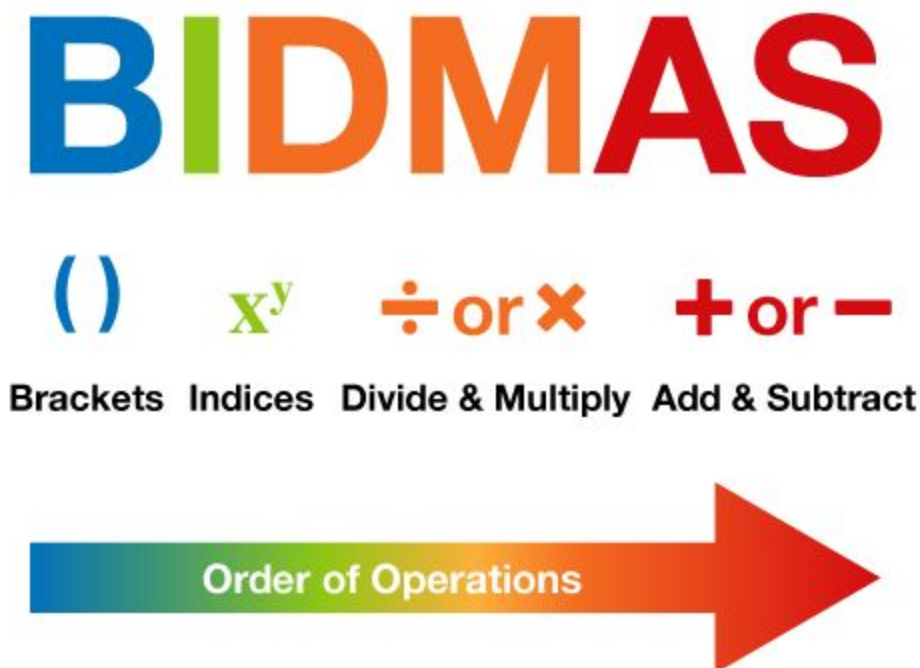 BIDMAS
( ) xʸ ÷ or × + or −
Brackets Indices Divide & Multiply Add & Subtract
Order of Operations